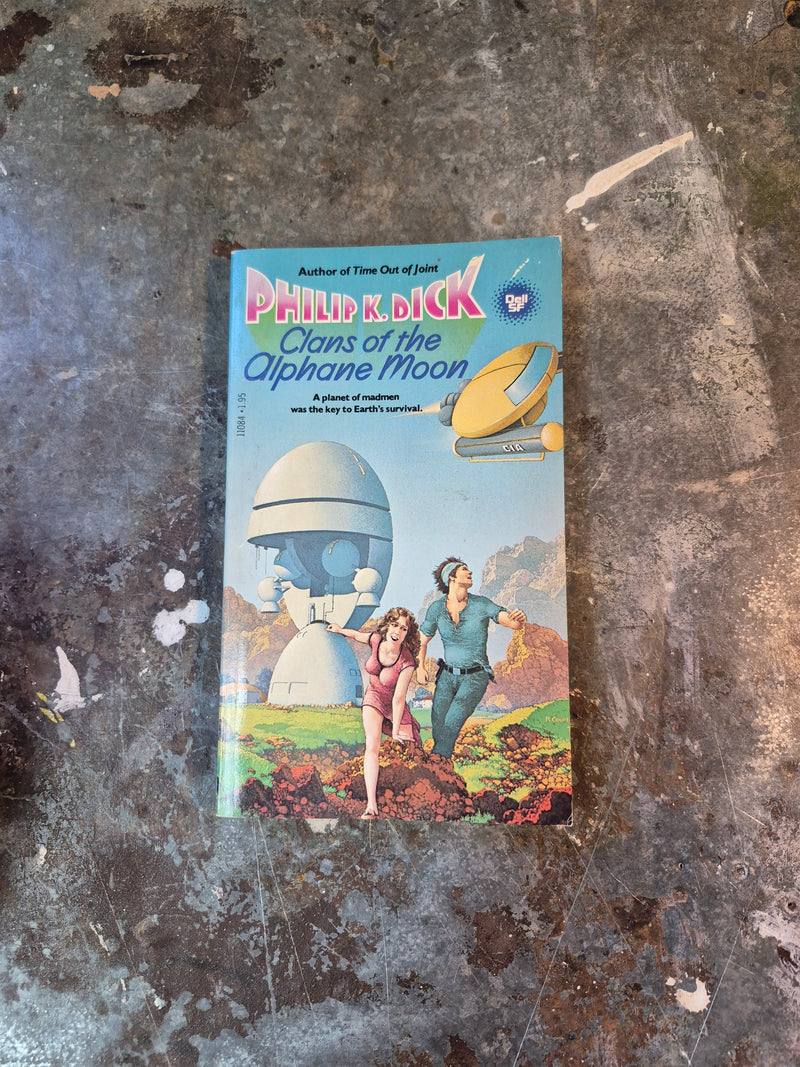 Author of Time Out of Joint
PHILIP K. DICK
Dell
SF
Clans of the
Alphane Moon
A planet of madmen
was the key to Earth's survival.
11084 • 1.95
CIA